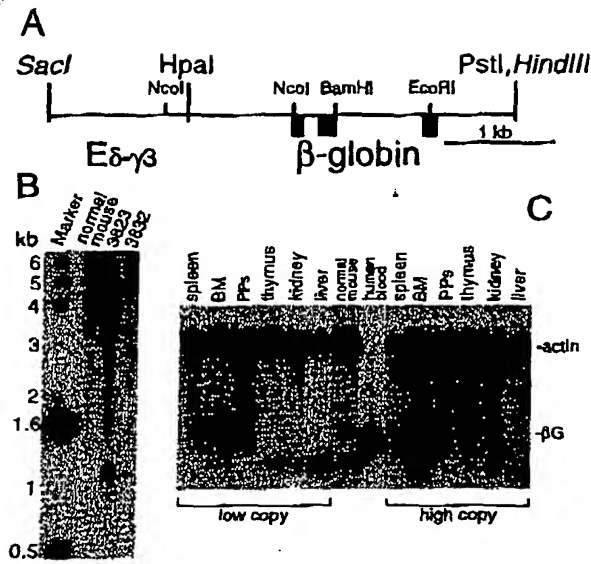 A
SacI HpaI PstI,HindIII
NcoI NcoI BamHI EcoRI
1 kb
Eδ-γ3 β-globin
B
kb Marker normal mouse 3823 3832
6
5
4
3
2
1.6
1
0.5
C
spleen BM PPs thymus kidney liver normal mouse human blood spleen BM PPs thymus kidney liver
-actin
-βG
low copy high copy